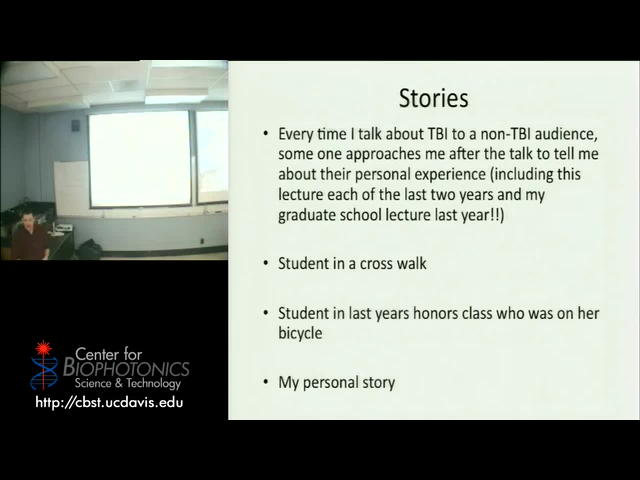 Stories
• Every time I talk about TBI to a non-TBI audience,
some one approaches me after the talk to tell me
about their personal experience (including this
lecture each of the last two years and my
graduate school lecture last year!!)
• Student in a cross walk
• Student in last years honors class who was on her
bicycle
• My personal story
Center for
BIOPHOTONICS
Science & Technology
http://cbst.ucdavis.edu